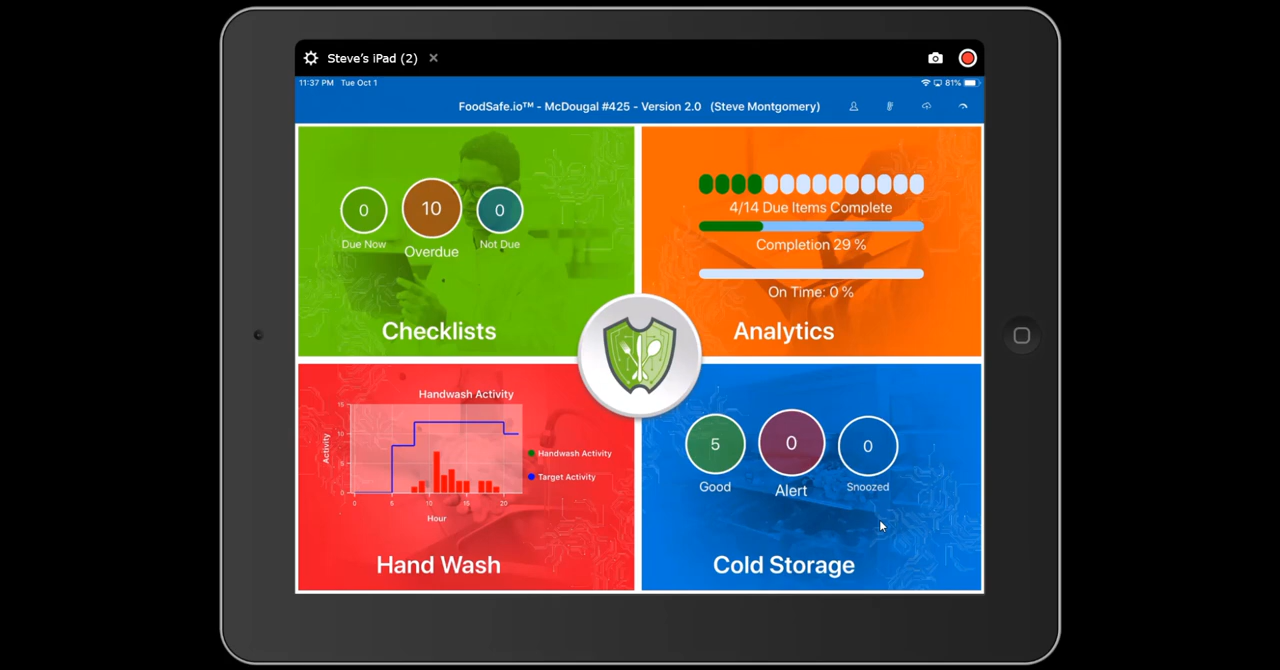 Steve's iPad (2)
11:37 PM Tue Oct 1
81%
FoodSafe.io™ - McDougal #425 - Version 2.0 (Steve Montgomery)
0
10
0
Due Now
Overdue
Not Due
Checklists
4/14 Due Items Complete
Completion 29 %
On Time: 0 %
Analytics
Handwash Activity
15
10
5
0
Activity
0
5
10
15
20
Hour
Handwash Activity
Target Activity
Hand Wash
5
0
0
Good
Alert
Snoozed
Cold Storage